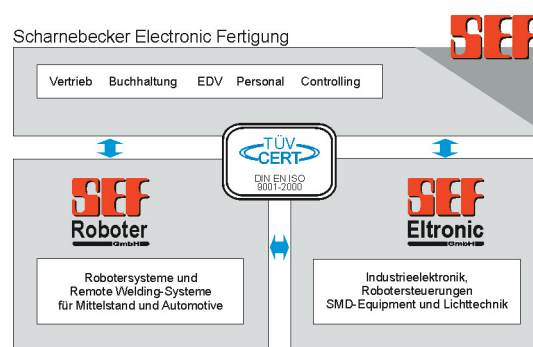 Scharnebecker Electronic Fertigung
SEF
Vertrieb Buchhaltung EDV Personal Controlling
TÜV
CERT
DIN EN ISO
9001-2000
SEF
Roboter
GmbH
SEF
Eltronic
GmbH
Robotersysteme und
Remote Welding-Systeme
für Mittelstand und Automotive
Industrieelektronik,
Robotersteuerungen
SMD-Equipment und Lichttechnik